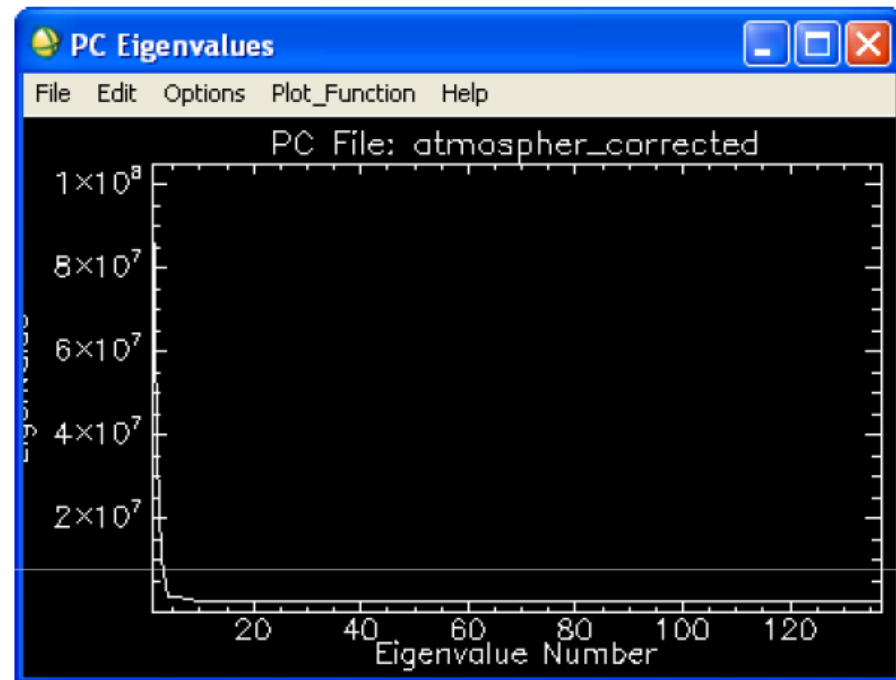 PC Eigenvalues
File Edit Options Plot_Function Help
PC File: atmospher_corrected
1×10⁸
8×10⁷
6×10⁷
4×10⁷
2×10⁷
Eigenvalue
20 40 60 80 100 120
Eigenvalue Number